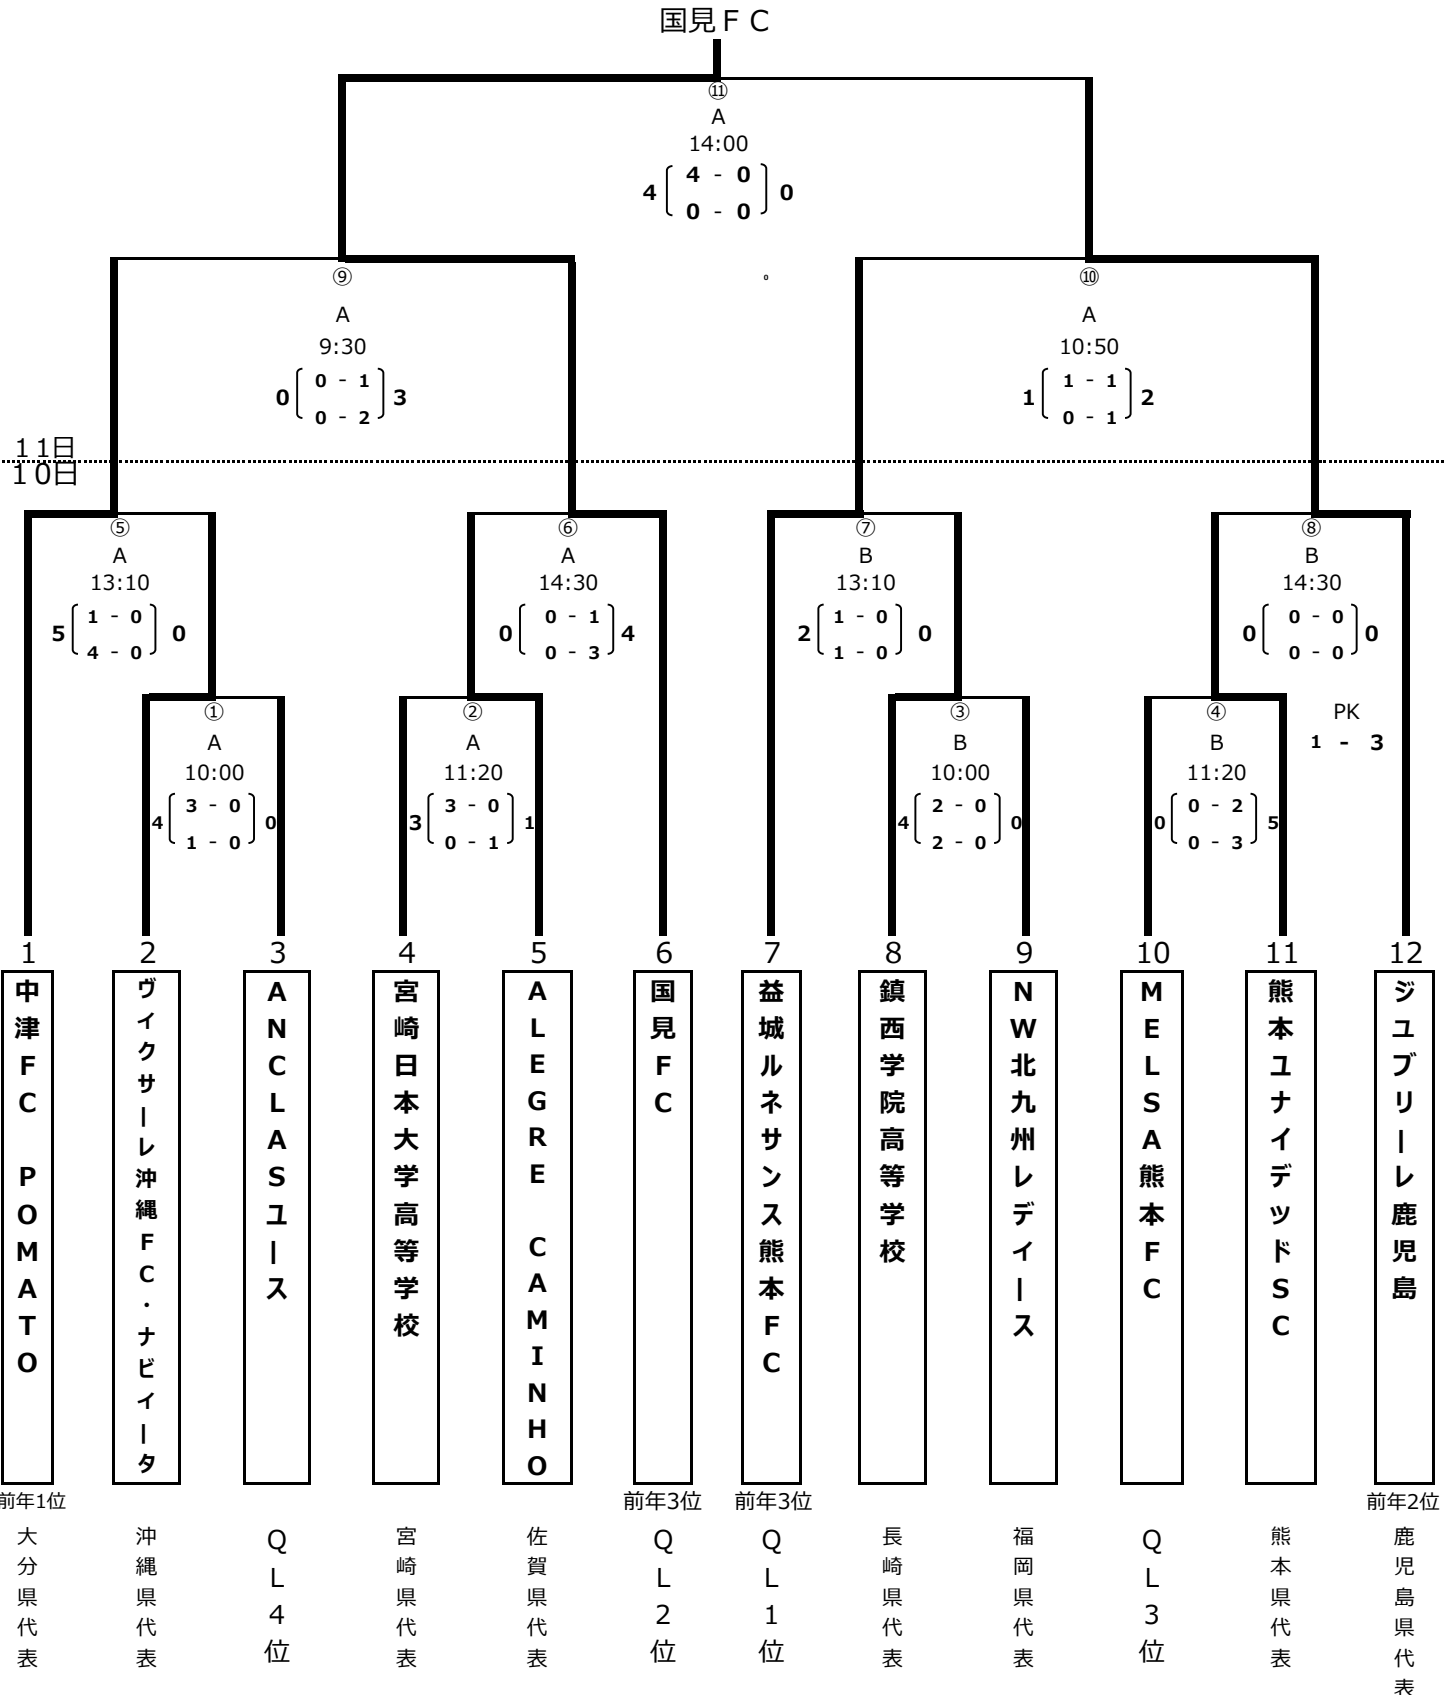 国見ＦＣ
⑪
A
14:00
4 - 0
4 0
0 - 0
⑨ ⑩
A A
9:30 10:50
0 - 1 1 - 1
0 3 1 2
0 - 2 0 - 1
１１日
１０日
⑤ ⑥ ⑦ ⑧
A A B B
13:10 14:30 13:10 14:30
1 - 0 0 - 1 1 - 0 0 - 0
5 0 0 4 2 0 0 0
4 - 0 0 - 3 1 - 0 0 - 0
① ② ③ ④ PK
A A B B 1 - 3
10:00 11:20 10:00 11:20
3 - 0 3 - 0 2 - 0 0 - 2
4 0 3 1 4 0 0 5
1 - 0 0 - 1 2 - 0 0 - 3
1 2 3 4 5 6 7 8 9 10 11 12
中津ＦＣ　ＰＯＭＡＴＯ
ヴィクサーレ沖縄ＦＣ・ナビィータ
ＡＮＣＬＡＳユース
宮崎日本大学高等学校
ＡＬＥＧＲＥ　ＣＡＭＩＮＨＯ
国見ＦＣ
益城ルネサンス熊本ＦＣ
鎮西学院高等学校
ＮＷ北九州レディース
ＭＥＬＳＡ熊本ＦＣ
熊本ユナイデッドＳＣ
ジュブリーレ鹿児島
前年1位 前年3位 前年3位 前年2位
大分県代表
沖縄県代表
ＱＬ４位
宮崎県代表
佐賀県代表
ＱＬ２位
ＱＬ１位
長崎県代表
福岡県代表
ＱＬ３位
熊本県代表
鹿児島県代表